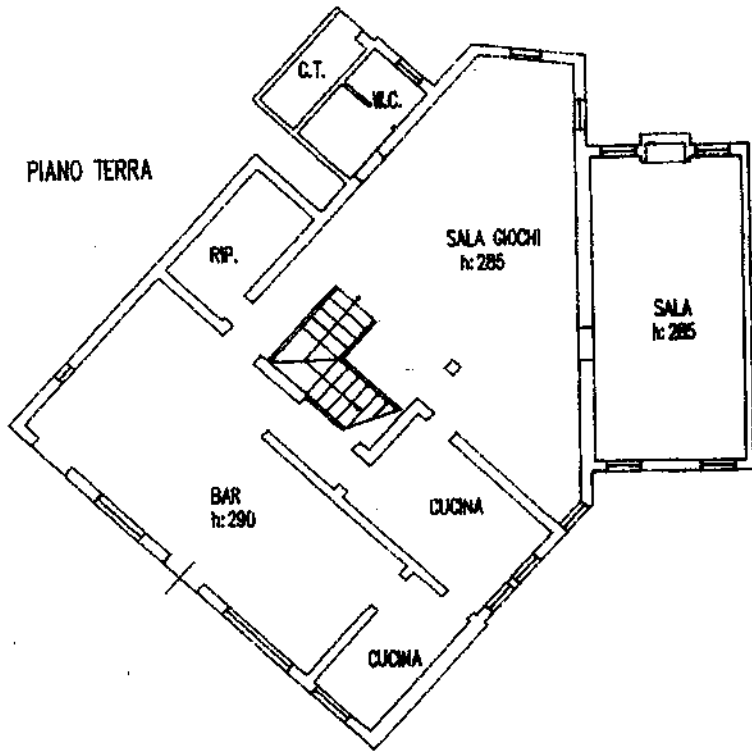 C.T.
W.C.
PIANO TERRA
RIP.
SALA GIOCHI
h: 285
SALA
h: 285
BAR
h: 290
CUCINA
CUCINA